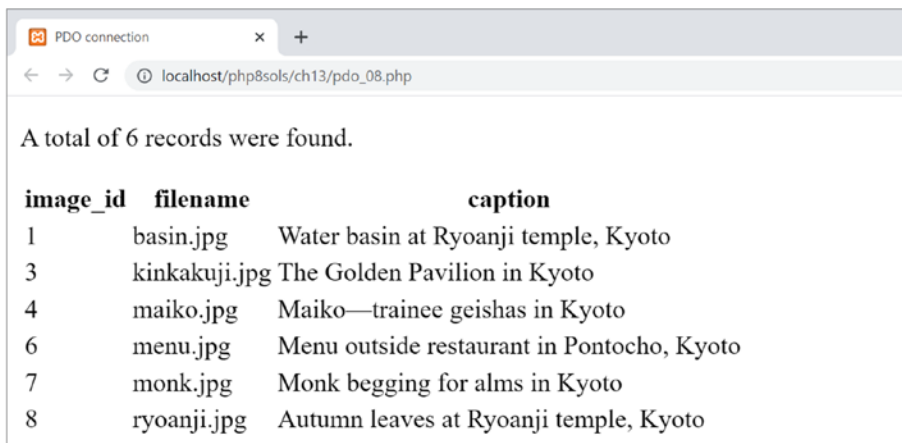 PDO connection
localhost/php8sols/ch13/pdo_08.php
A total of 6 records were found.
image_id filename caption
1 basin.jpg Water basin at Ryoanji temple, Kyoto
3 kinkakuji.jpg The Golden Pavilion in Kyoto
4 maiko.jpg Maiko—trainee geishas in Kyoto
6 menu.jpg Menu outside restaurant in Pontocho, Kyoto
7 monk.jpg Monk begging for alms in Kyoto
8 ryoanji.jpg Autumn leaves at Ryoanji temple, Kyoto